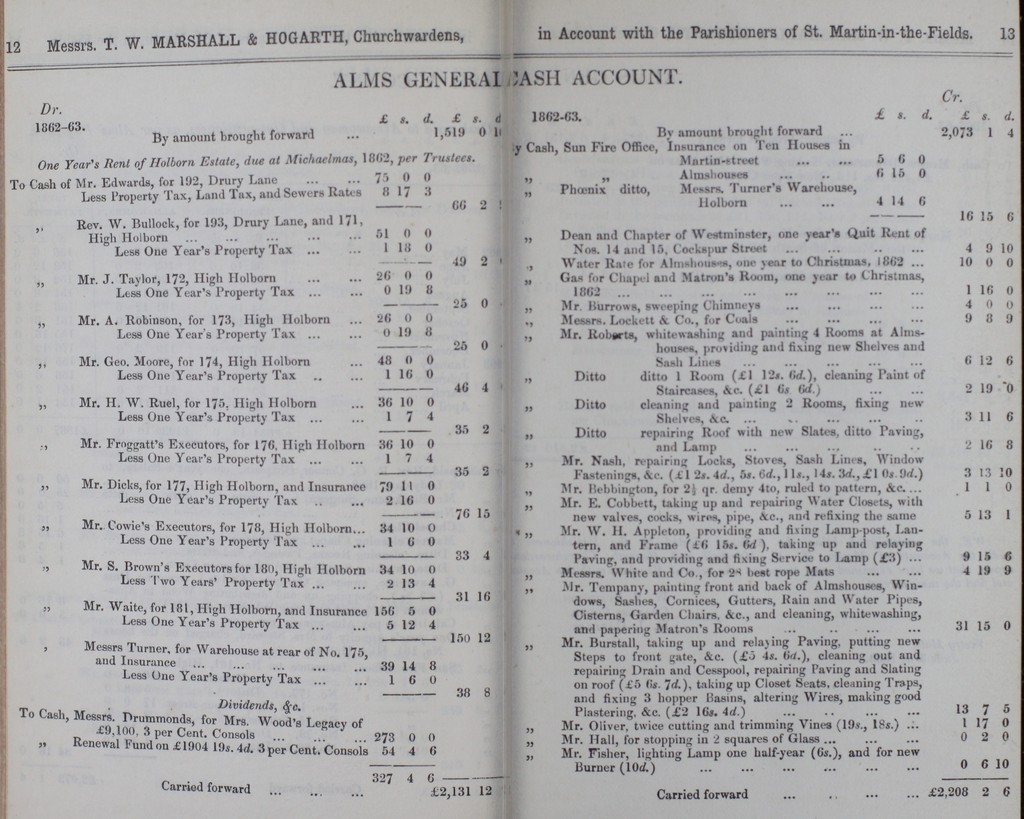 12 Messrs. T. W. MARSHALL & HOGARTH, Churchwardens,
ALMS GENERAL
Dr.
£ s. d. £ s. d
1862-63.
By amount brought forward ... 1,519 0
One Year's Rent of Holborn Estate, due at Michaelmas, 1862, per Trustees.
To Cash of Mr. Edwards, for 192, Drury Lane ... ... 75 0 0
Less Property Tax, Land Tax, and Sewers Rates 8 17 3
66 2
,, Rev. W. Bullock, for 193, Drury Lane, and 171,
High Holborn ... ... ... ... ... 51 0 0
Less One Year's Property Tax ... ... 1 18 0
49 2
,, Mr. J. Taylor, 172, High Holborn ... ... 26 0 0
Less One Year's Property Tax ... ... 0 19 8
25 0
,, Mr. A. Robinson, for 173, High Holborn ... 26 0 0
Less One Year's Property Tax ... ... 0 19 8
25 0
,, Mr. Geo. Moore, for 174, High Holborn ... 48 0 0
Less One Year's Property Tax .. ... 1 16 0
46 4
,, Mr. H. W. Ruel, for 175, High Holborn ... 36 10 0
Less One Year's Property Tax ... ... 1 7 4
35 2
,, Mr. Froggatt's Executors, for 176, High Holborn 36 10 0
Less One Year's Property Tax ... ... 1 7 4
35 2
,, Mr. Dicks, for 177, High Holborn, and Insurance 79 11 0
Less One Year's Property Tax .. ... 2 16 0
76 15
,, Mr. Cowie's Executors, for 178, High Holborn... 34 10 0
Less One Year's Property Tax ... ... 1 6 0
33 4
,, Mr. S. Brown's Executors for 180, High Holborn 34 10 0
Less Two Years' Property Tax ... ... 2 13 4
31 16
,, Mr. Waite, for 181, High Holborn, and Insurance 156 5 0
Less One Year's Property Tax ... ... 5 12 4
150 12
, Messrs Turner, for Warehouse at rear of No. 175,
and Insurance ... ... ... ... ... 39 14 8
Less One Year's Property Tax ... ... 1 6 0
38 8
Dividends, &c.
To Cash, Messrs. Drummonds, for Mrs. Wood's Legacy of
£9,100, 3 per Cent. Consols ... ... ... 273 0 0
,, Renewal Fund on £1904 19s. 4d. 3 per Cent. Consols 54 4 6
327 4 6
Carried forward ... ... ... £2,131 12
in Account with the Parishioners of St. Martin-in-the-Fields. 13
CASH ACCOUNT.
Cr.
1862-63. £ s. d. £ s. d.
By amount brought forward ... 2,073 1 4
y Cash, Sun Fire Office, Insurance on Ten Houses in
Martin-street ... ... 5 6 0
,, ,, Almshouses ... .. 6 15 0
,, Phœnix ditto, Messrs. Turner's Warehouse,
Holborn ... ... 4 14 6
16 15 6
,, Dean and Chapter of Westminster, one year's Quit Rent of
Nos. 14 and 15, Cockspur Street ... ... .. ... 4 9 10
,, Water Rate for Almshouses, one year to Christmas, 1862 ... 10 0 0
,, Gas for Chapel and Matron's Room, one year to Christmas,
1862 ... ... ... ... ... ... ... ... 1 16 0
,, Mr. Burrows, sweeping Chimneys ... ... ... ... 4 0 0
,, Messrs. Lockett & Co., for Coals ... ... ... ... 9 8 9
,, Mr. Roberts, whitewashing and painting 4 Rooms at Alms-
houses, providing and fixing new Shelves and
Sash Lines ... ... ... ... ... 6 12 6
,, Ditto ditto 1 Room (£1 12s. 6d.), cleaning Paint of
Staircases, &c. (£1 6s 6d.) ... ... 2 19 0
,, Ditto cleaning and painting 2 Rooms, fixing new
Shelves, &c. ... .. ... .. .. 3 11 6
,, Ditto repairing Roof with new Slates, ditto Paving,
and Lamp ... ... ... .. .. 2 16 8
,, Mr. Nash, repairing Locks, Stoves, Sash Lines, Window
Fastenings, &c. (£1 2s. 4d., 5s. 6d., 11s., 14s. 3d., £1 0s. 9d.) 3 13 10
,, Mr. Bebbington, for 2½ qr. demy 4to, ruled to pattern, &c. ... 1 1 0
,, Mr. E. Cobbett, taking up and repairing Water Closets, with
new valves, cocks, wires, pipe, &c., and refixing the same 5 13 1
,, Mr. W. H. Appleton, providing and fixing Lamp-post, Lan-
tern, and Frame (£6 15s. 6d ), taking up and relaying
Paving, and providing and fixing Service to Lamp (£3) ... 9 15 6
,, Messrs. White and Co., for 28 best rope Mats ... ... 4 19 9
,, Mr. Tempany, painting front and back of Almshouses, Win-
dows, Sashes, Cornices, Gutters, Rain and Water Pipes,
Cisterns, Garden Chairs, &c., and cleaning, whitewashing,
and papering Matron's Rooms ... .. ... ... 31 15 0
,, Mr. Burstall, taking up and relaying Paving, putting new
Steps to front gate, &c. (£5 4s. 6d.), cleaning out and
repairing Drain and Cesspool, repairing Paving and Slating
on roof (£5 6s. 7d.), taking up Closet Seats, cleaning Traps,
and fixing 3 hopper Basins, altering Wires, making good
Plastering, &c. (£2 16s. 4d.) ... .. ... ... 13 7 5
,, Mr. Oliver, twice cutting and trimming Vines (19s., 18s.) ... 1 17 0
,, Mr. Hall, for stopping in 2 squares of Glass ... ... ... 0 2 0
,, Mr. Fisher, lighting Lamp one half-year (6s.), and for new
Burner (10d.) ... ... ... ... ... ... 0 6 10
Carried forward ... .. ... ... £2,208 2 6